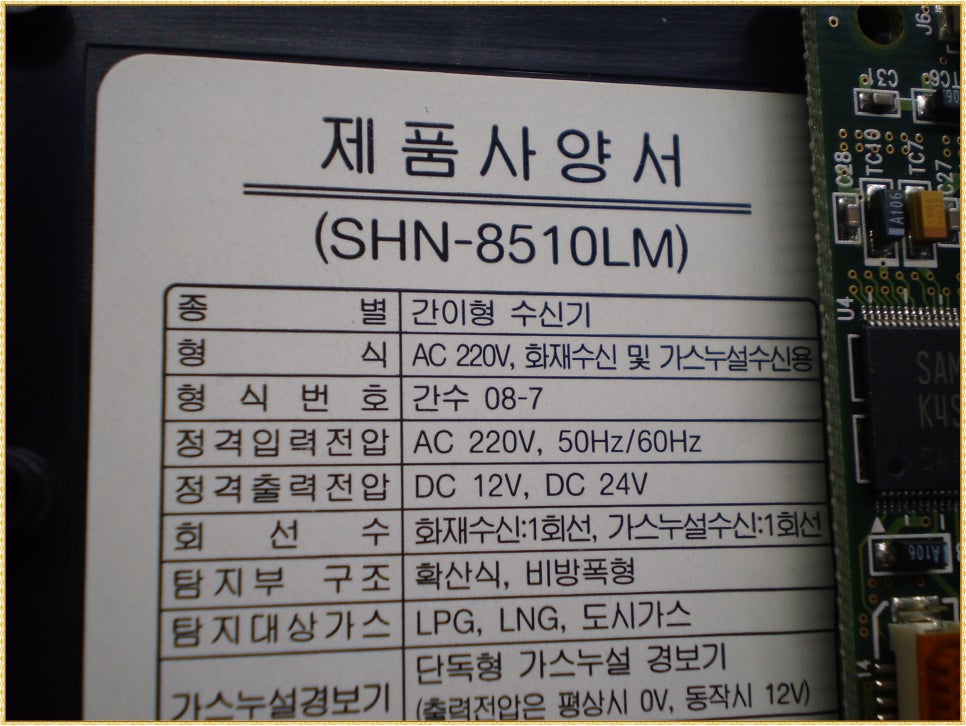 제품사양서
(SHN-8510LM)
종 별 간이형 수신기
형 식 AC 220V, 화재수신 및 가스누설수신용
형 식 번 호 간수 08-7
정격입력전압 AC 220V, 50Hz/60Hz
정격출력전압 DC 12V, DC 24V
회 선 수 화재수신:1회선, 가스누설수신:1회선
탐지부 구조 확산식, 비방폭형
탐지대상가스 LPG, LNG, 도시가스
가스누설경보기 단독형 가스누설 경보기
(출력전압은 평상시 0V, 동작시 12V)
J6
C31
TC6
C28
TC40
TC7
C27
A106
U4
SAM
K4S
A106